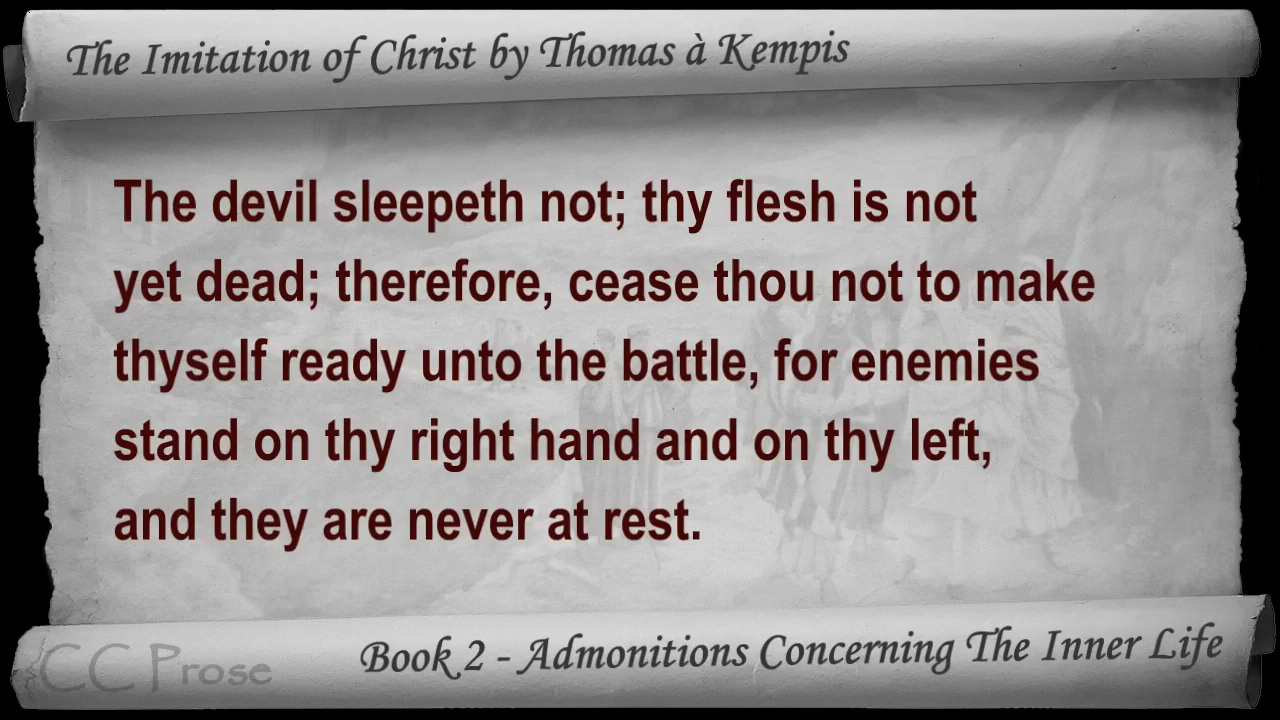 The Imitation of Christ by Thomas à Kempis
The devil sleepeth not; thy flesh is not
yet dead; therefore, cease thou not to make
thyself ready unto the battle, for enemies
stand on thy right hand and on thy left,
and they are never at rest.
CC Prose
Book 2 - Admonitions Concerning The Inner Life